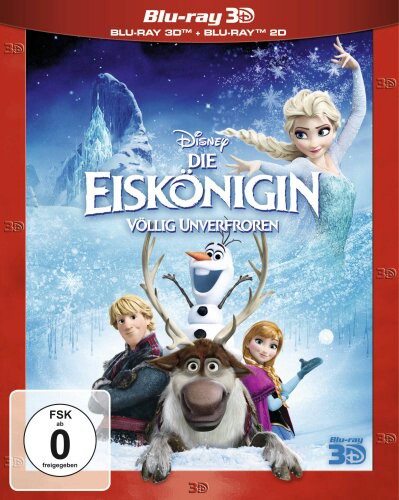 Blu-ray 3D
BLU-RAY 3D™ + BLU-RAY™ 2D
3D
3D
Disney
DIE
EISKÖNIGIN
VÖLLIG UNVERFROREN
3D
3D
FSK
ab
0
freigegeben
Blu-ray
3D
3D
3D
3D